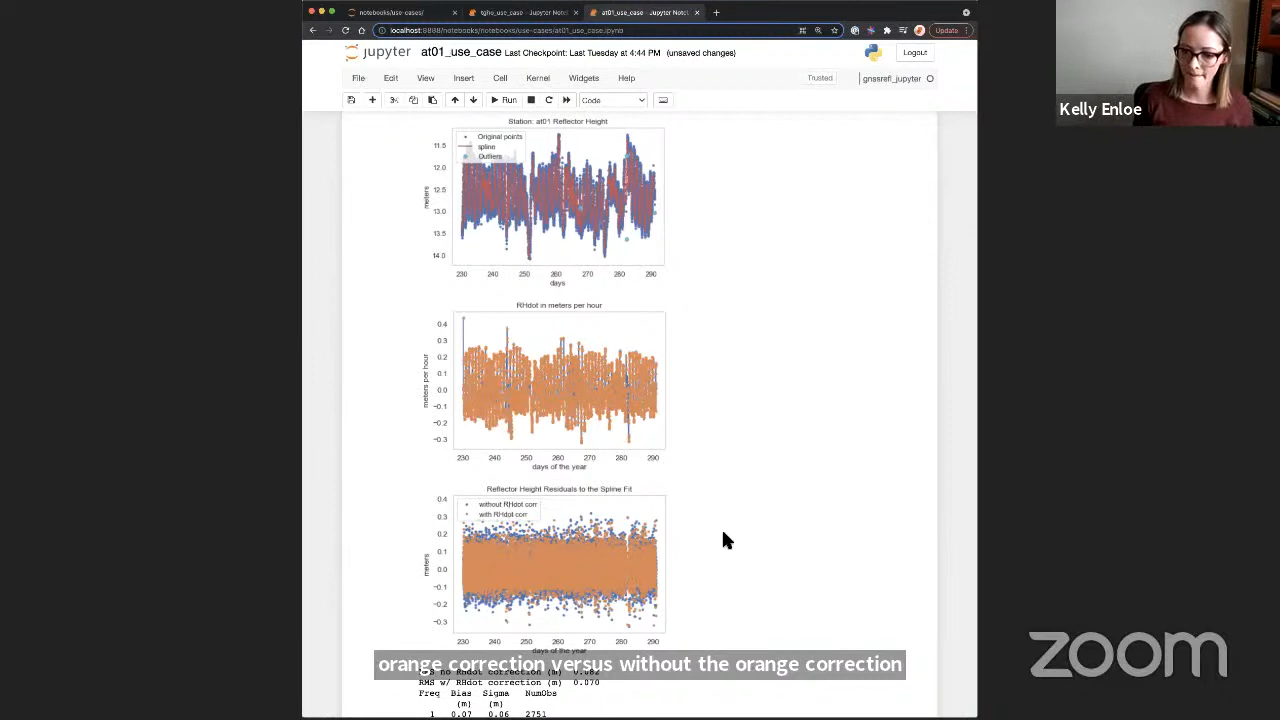 notebooks/use-cases/
tgho_use_case - Jupyter Noteb
at01_use_case - Jupyter Noteb
localhost:8888/notebooks/notebooks/use-cases/at01_use_case.ipynb
Update
jupyter at01_use_case Last Checkpoint: Last Tuesday at 4:44 PM (unsaved changes)
Logout
File Edit View Insert Cell Kernel Widgets Help
Trusted
gnssrefl_jupyter
Run
Code
Kelly Enloe
Station: at01 Reflector Height
Original points
spline
Outliers
11.5
12.0
12.5
13.0
13.5
14.0
meters
230 240 250 260 270 280 290
days
RHdot in meters per hour
0.4
0.3
0.2
0.1
0.0
−0.1
−0.2
−0.3
meters per hour
230 240 250 260 270 280 290
days of the year
Reflector Height Residuals to the Spline Fit
without RHdot corr
with RHdot corr
0.4
0.3
0.2
0.1
0.0
−0.1
−0.2
−0.3
meters
230 240 250 260 270 280 290
days of the year
orange correction versus without the orange correction
RMS no RHdot correction (m) 0.082
RMS w/ RHdot correction (m) 0.070
Freq Bias Sigma NumObs
(m) (m)
1 0.07 0.06 2751
zoom